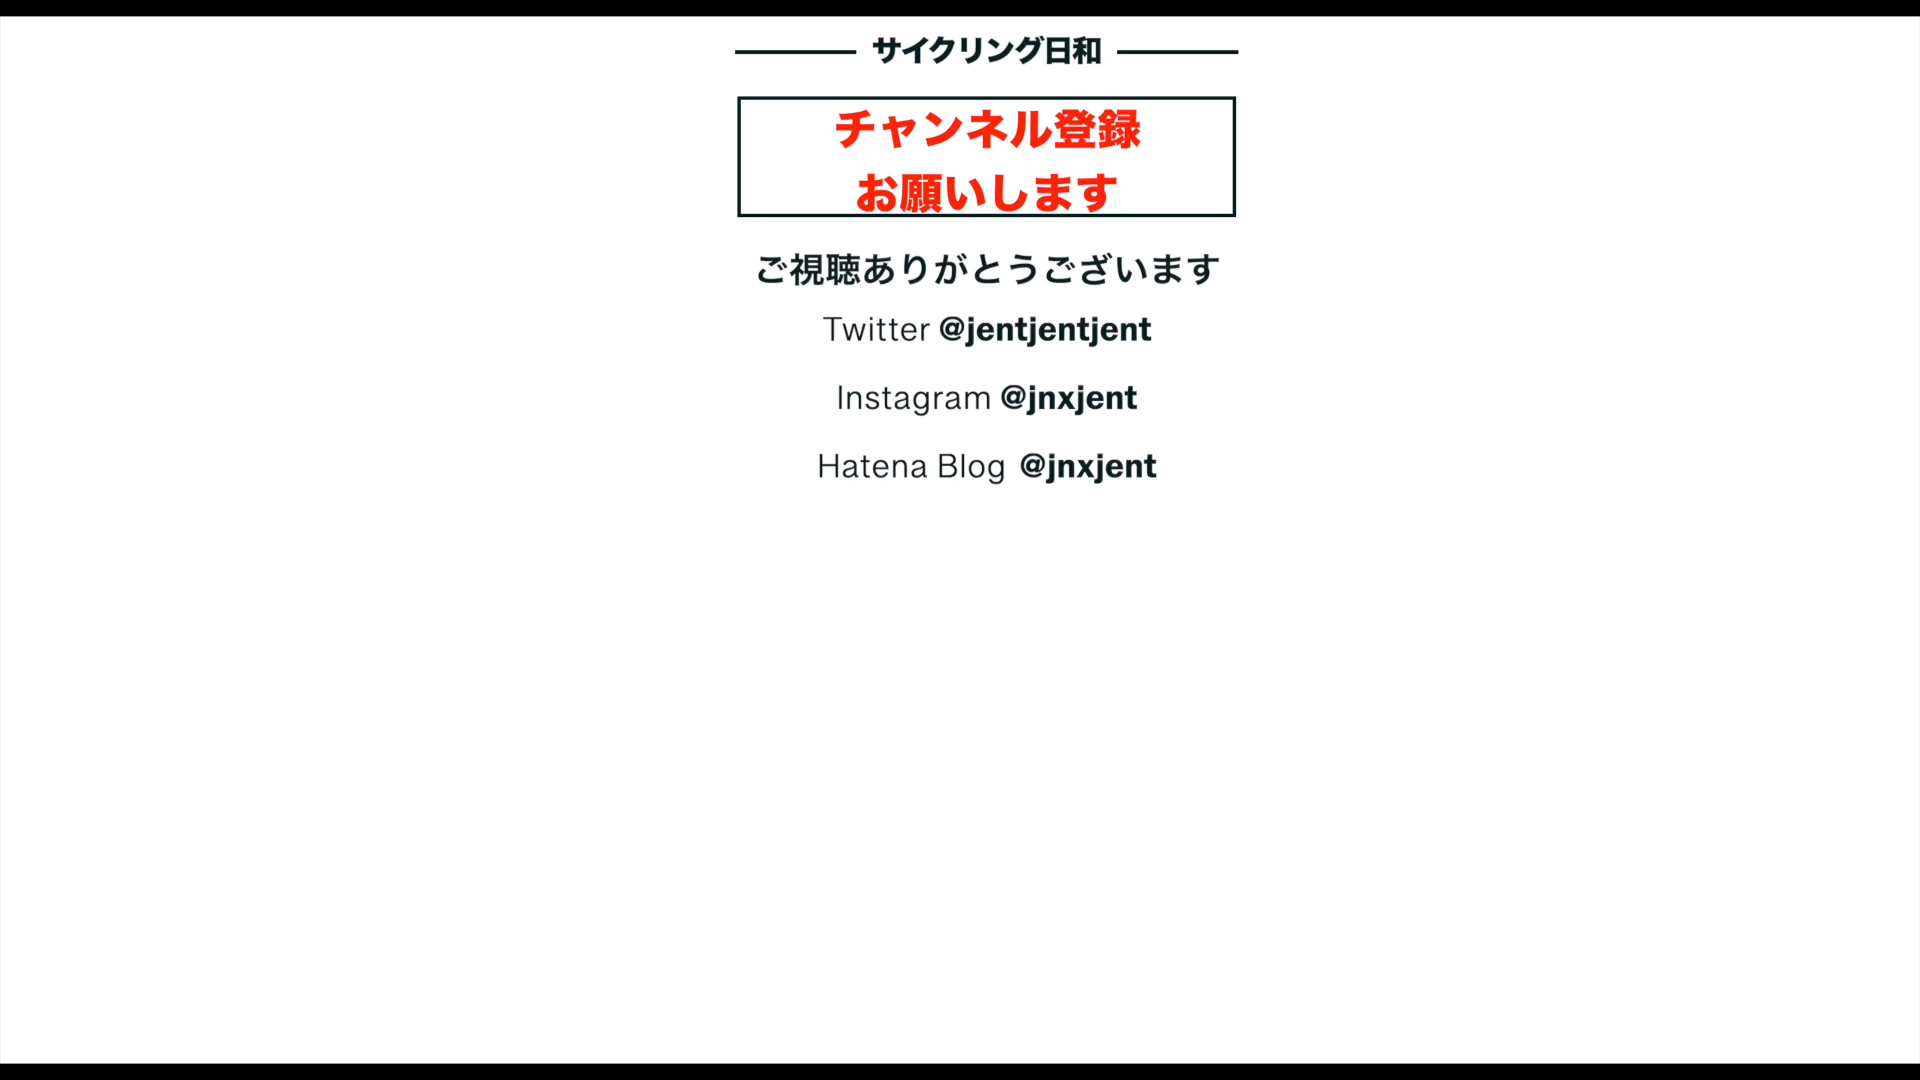 サイクリング日和
チャンネル登録
お願いします
ご視聴ありがとうございます
Twitter @jentjentjent
Instagram @jnxjent
Hatena Blog @jnxjent